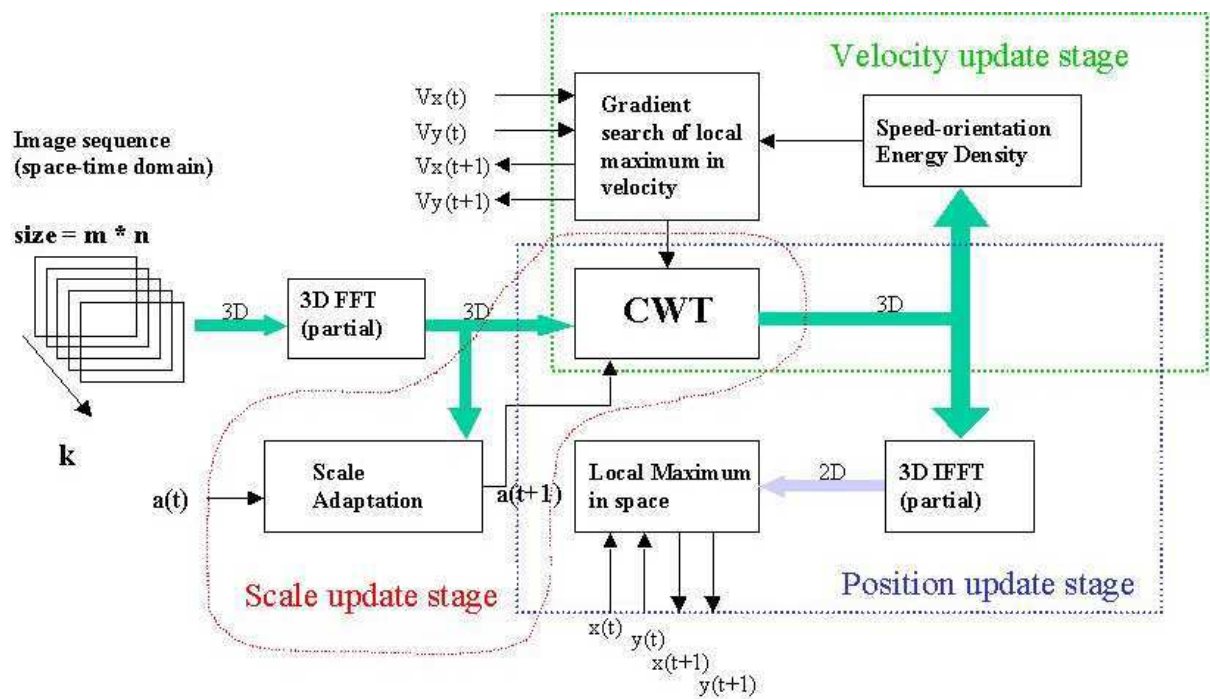 Velocity update stage
Vx(t)
Vy(t)
Vx(t+1)
Vy(t+1)
Gradient
search of local
maximum in
velocity
Speed-orientation
Energy Density
Image sequence
(space-time domain)
size = m * n
3D
3D FFT
(partial)
3D
CWT
3D
k
a(t)
Scale
Adaptation
a(t+1)
Local Maximum
in space
2D
3D IFFT
(partial)
Scale update stage
Position update stage
x(t)
y(t)
x(t+1)
y(t+1)